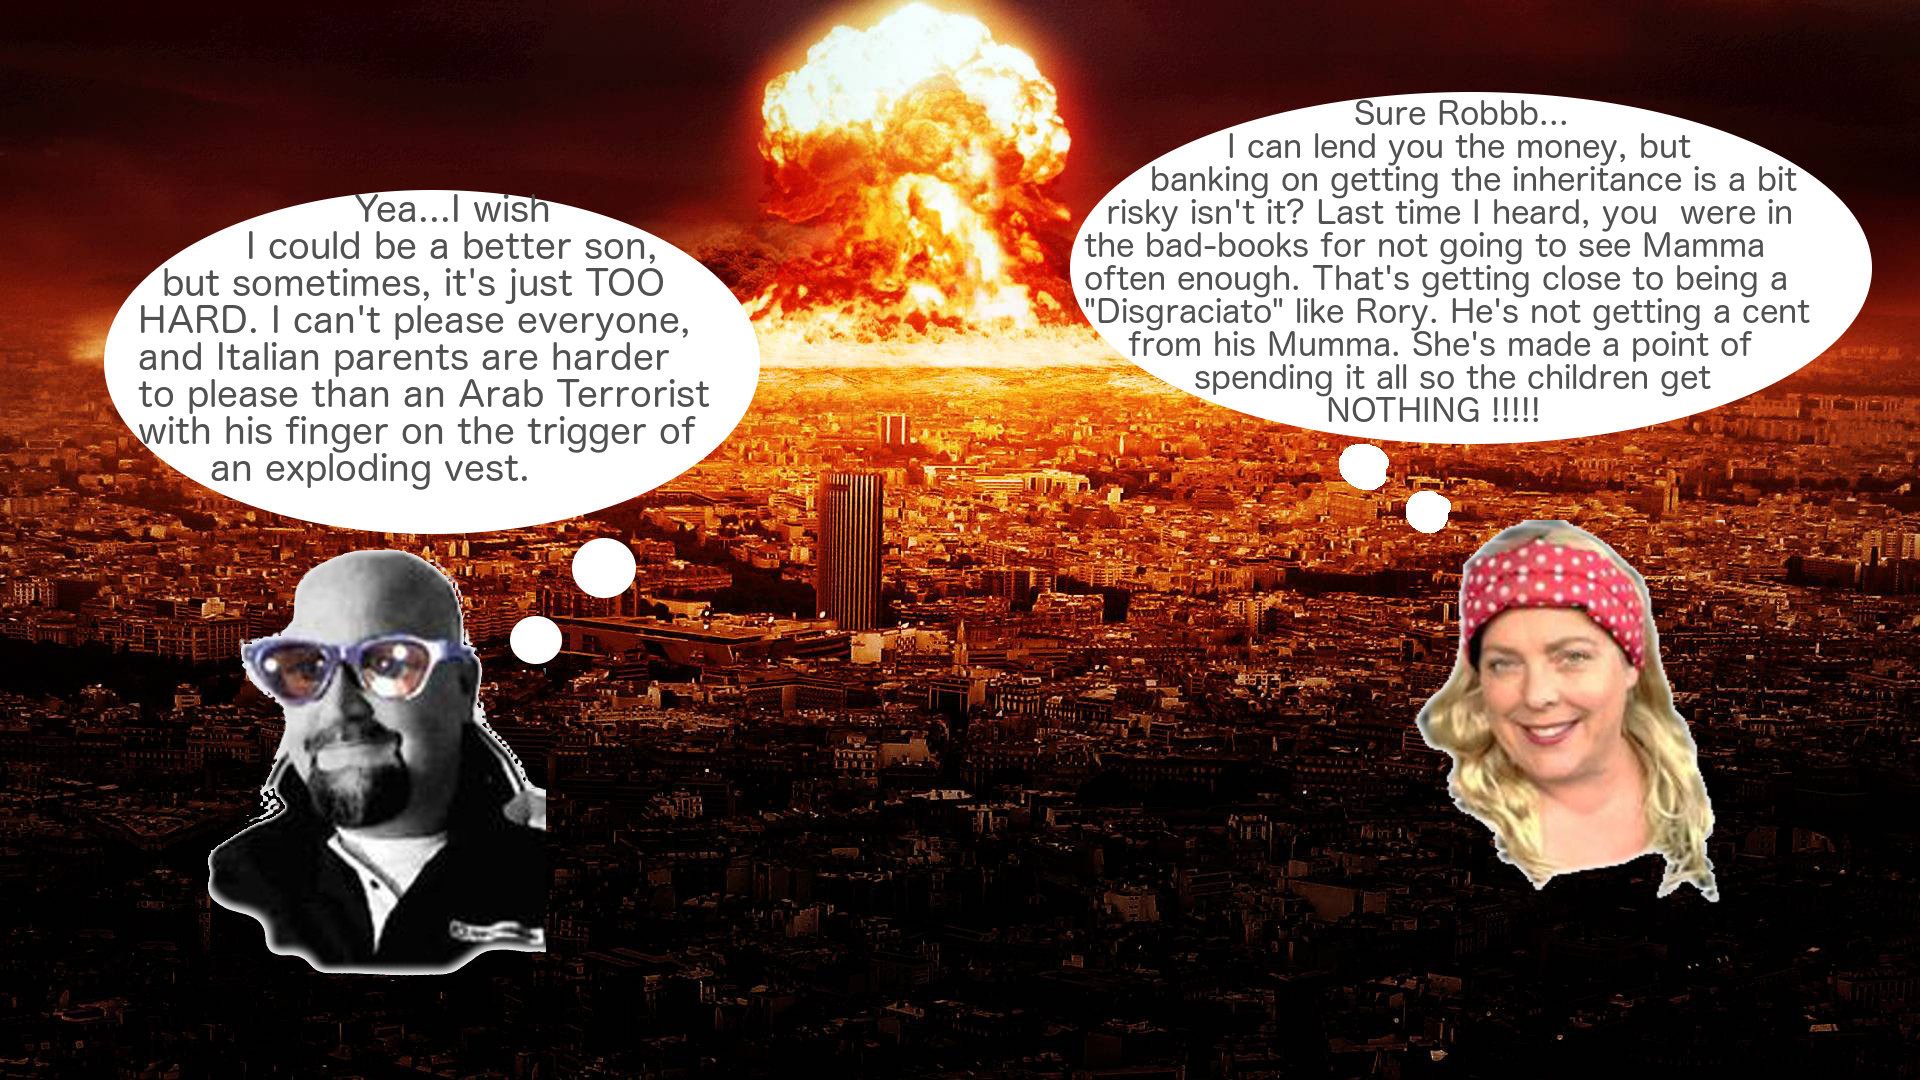 Sure Robbb...
I can lend you the money, but
banking on getting the inheritance is a bit
risky isn't it? Last time I heard, you  were in
the bad-books for not going to see Mamma
often enough. That's getting close to being a
"Disgraciato" like Rory. He's not getting a cent
from his Mumma. She's made a point of
spending it all so the children get
NOTHING !!!!!
Yea...I wish
I could be a better son,
but sometimes, it's just TOO
HARD. I can't please everyone,
and Italian parents are harder
to please than an Arab Terrorist
with his finger on the trigger of
an exploding vest.